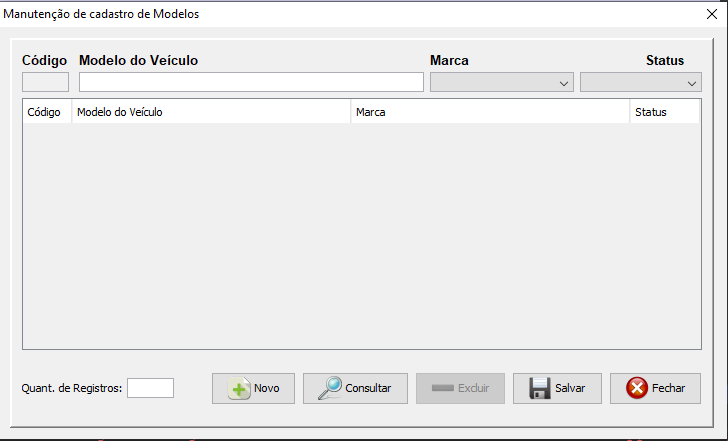 Manutenção de cadastro de Modelos
Código Modelo do Veículo Marca Status
Código Modelo do Veículo Marca Status
Quant. de Registros: Novo Consultar Excluir Salvar Fechar